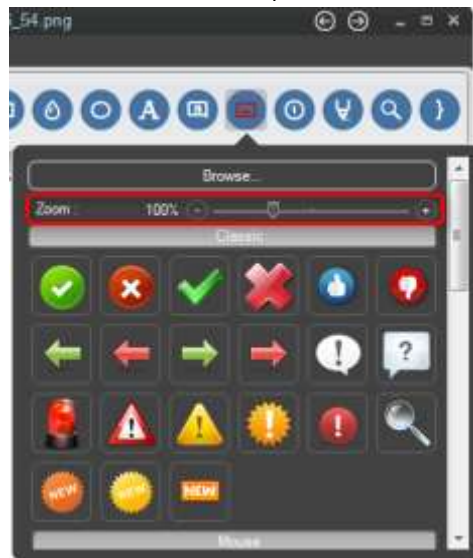 _54.png
A
Browse...
Zoom : 100%
Classic
NEW NEW NEW
Mouse